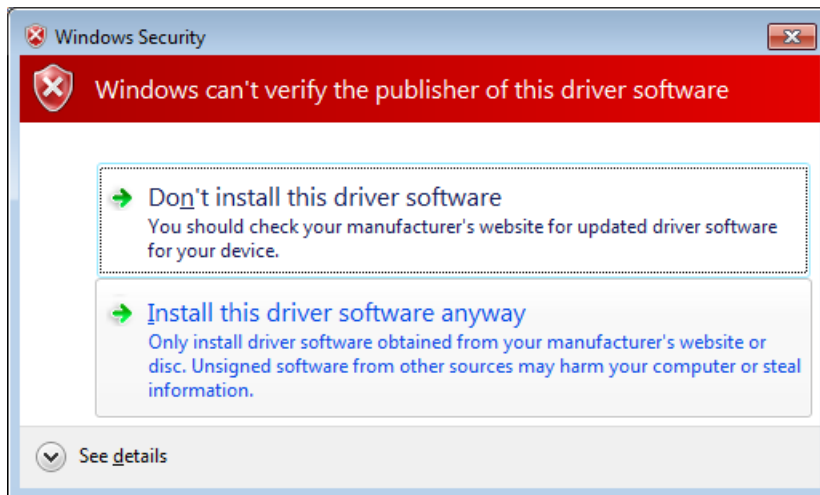 Windows Security
Windows can't verify the publisher of this driver software
Don't install this driver software
You should check your manufacturer's website for updated driver software
for your device.
Install this driver software anyway
Only install driver software obtained from your manufacturer's website or
disc. Unsigned software from other sources may harm your computer or steal
information.
See details